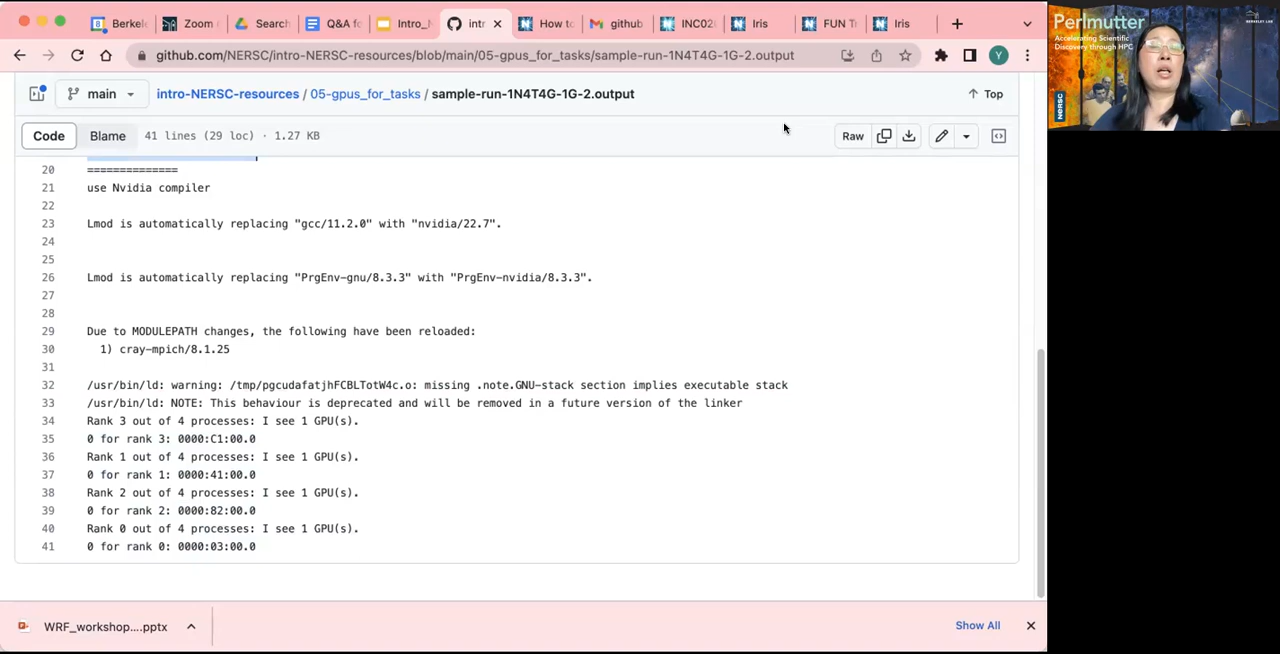 Berkel
Zoom
Search
Q&A fo
Intro_N
intr
How to
github
INC02
Iris
FUN Tr
Iris
github.com/NERSC/intro-NERSC-resources/blob/main/05-gpus_for_tasks/sample-run-1N4T4G-1G-2.output
Y
main
intro-NERSC-resources / 05-gpus_for_tasks / sample-run-1N4T4G-1G-2.output
Top
Code
Blame
41 lines (29 loc) · 1.27 KB
Raw
20 ==============
21 use Nvidia compiler
22
23 Lmod is automatically replacing "gcc/11.2.0" with "nvidia/22.7".
24
25
26 Lmod is automatically replacing "PrgEnv-gnu/8.3.3" with "PrgEnv-nvidia/8.3.3".
27
28
29 Due to MODULEPATH changes, the following have been reloaded:
30 1) cray-mpich/8.1.25
31
32 /usr/bin/ld: warning: /tmp/pgcudafatjhFCBLTotW4c.o: missing .note.GNU-stack section implies executable stack
33 /usr/bin/ld: NOTE: This behaviour is deprecated and will be removed in a future version of the linker
34 Rank 3 out of 4 processes: I see 1 GPU(s).
35 0 for rank 3: 0000:C1:00.0
36 Rank 1 out of 4 processes: I see 1 GPU(s).
37 0 for rank 1: 0000:41:00.0
38 Rank 2 out of 4 processes: I see 1 GPU(s).
39 0 for rank 2: 0000:82:00.0
40 Rank 0 out of 4 processes: I see 1 GPU(s).
41 0 for rank 0: 0000:03:00.0
WRF_workshop....pptx
Show All
Perlmutter
Accelerating Scientific
Discovery through HPC
NERSC
BERKELEY LAB